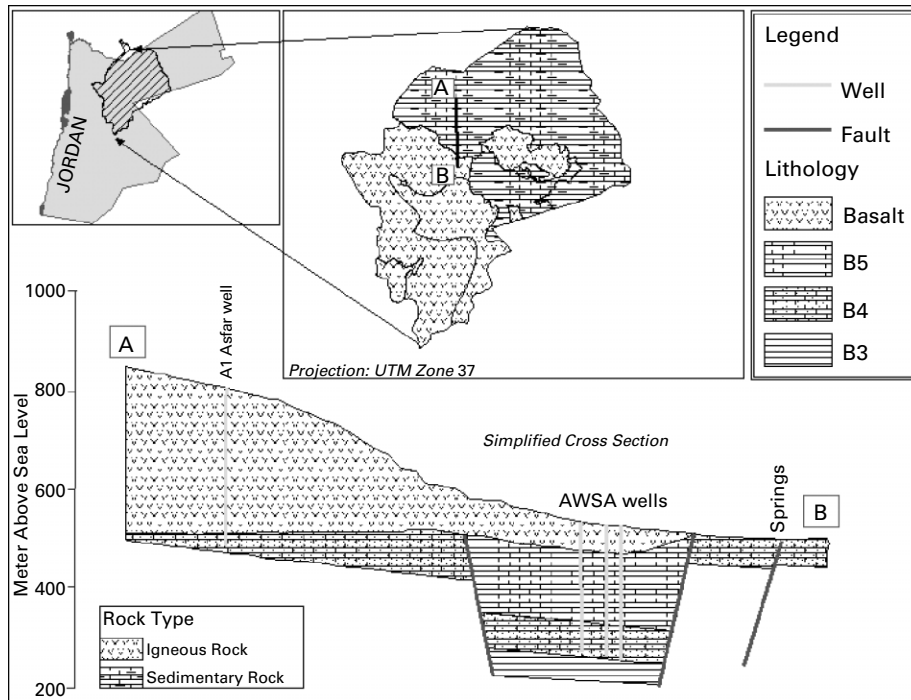 JORDAN
A
B
Projection: UTM Zone 37
Legend
Well
Fault
Lithology
Basalt
B5
B4
B3
1000
800
600
400
200
Meter Above Sea Level
A
A1 Asfar well
Simplified Cross Section
AWSA wells
Springs
B
Rock Type
Igneous Rock
Sedimentary Rock